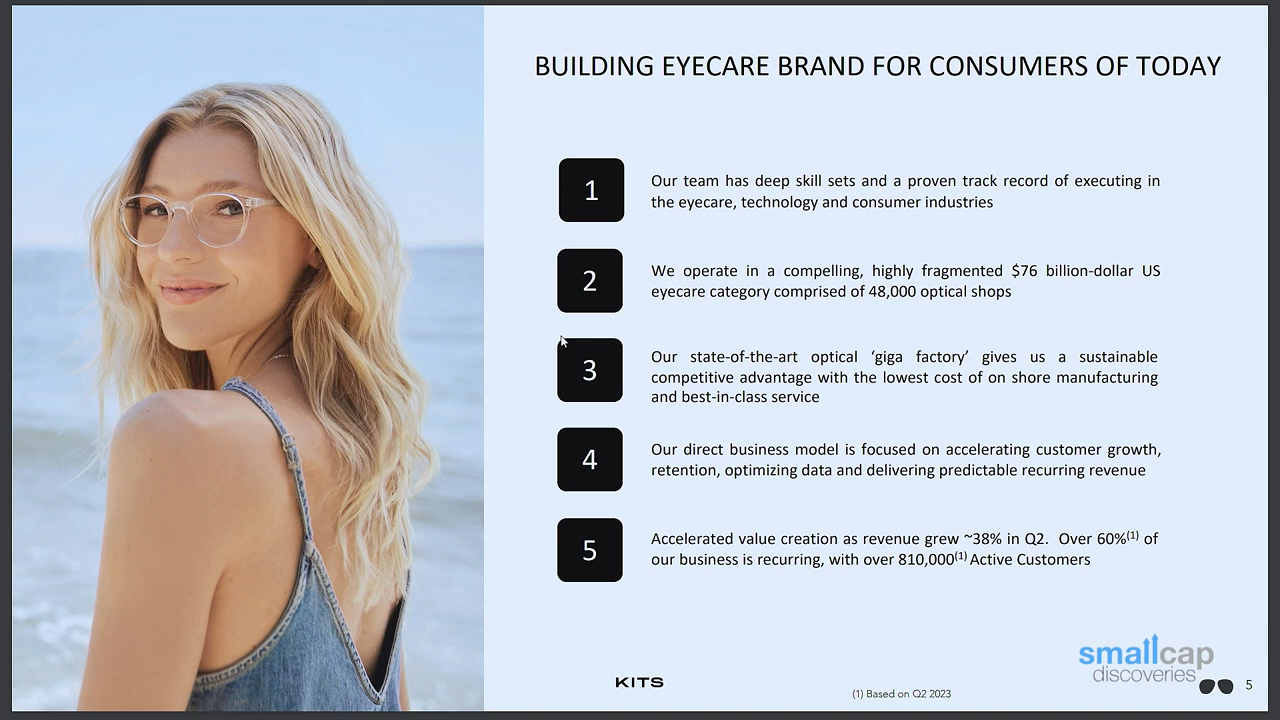 BUILDING EYECARE BRAND FOR CONSUMERS OF TODAY
1
Our team has deep skill sets and a proven track record of executing in
the eyecare, technology and consumer industries
2
We operate in a compelling, highly fragmented $76 billion-dollar US
eyecare category comprised of 48,000 optical shops
3
Our state-of-the-art optical ‘giga factory’ gives us a sustainable
competitive advantage with the lowest cost of on shore manufacturing
and best-in-class service
4
Our direct business model is focused on accelerating customer growth,
retention, optimizing data and delivering predictable recurring revenue
5
Accelerated value creation as revenue grew ~38% in Q2. Over 60%(1) of
our business is recurring, with over 810,000(1) Active Customers
smallcap
discoveries
KITS
(1) Based on Q2 2023
5